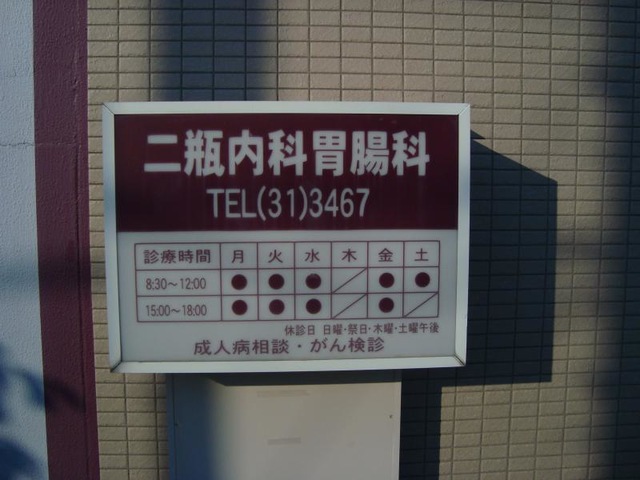 二瓶内科胃腸科
TEL(31)3467
診療時間 月 火 水 木 金 土
8:30～12:00 ● ● ● ／ ● ●
15:00～18:00 ● ● ● ／ ● ／
休診日 日曜・祭日・木曜・土曜午後
成人病相談・がん検診